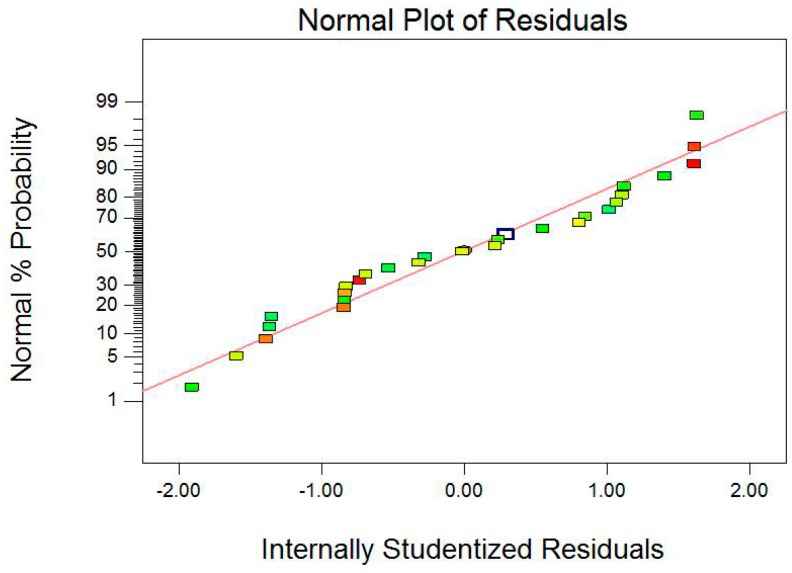 Normal Plot of Residuals
Normal % Probability
99
95
90
80
70
50
30
20
10
5
1
-2.00 -1.00 0.00 1.00 2.00
Internally Studentized Residuals